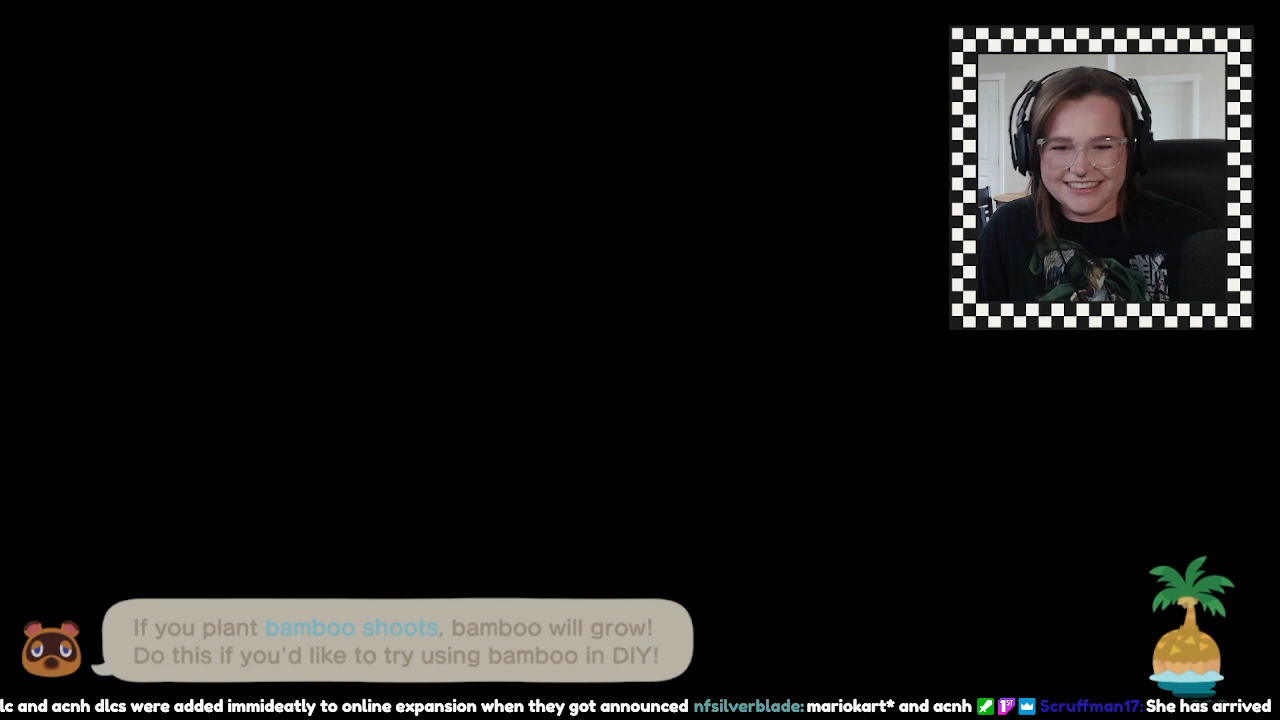 If you plant bamboo shoots, bamboo will grow!
Do this if you'd like to try using bamboo in DIY!
lc and acnh dlcs were added immideatly to online expansion when they got announced nfsilverblade: mariokart* and acnh 1ST Scruffman17: She has arrived